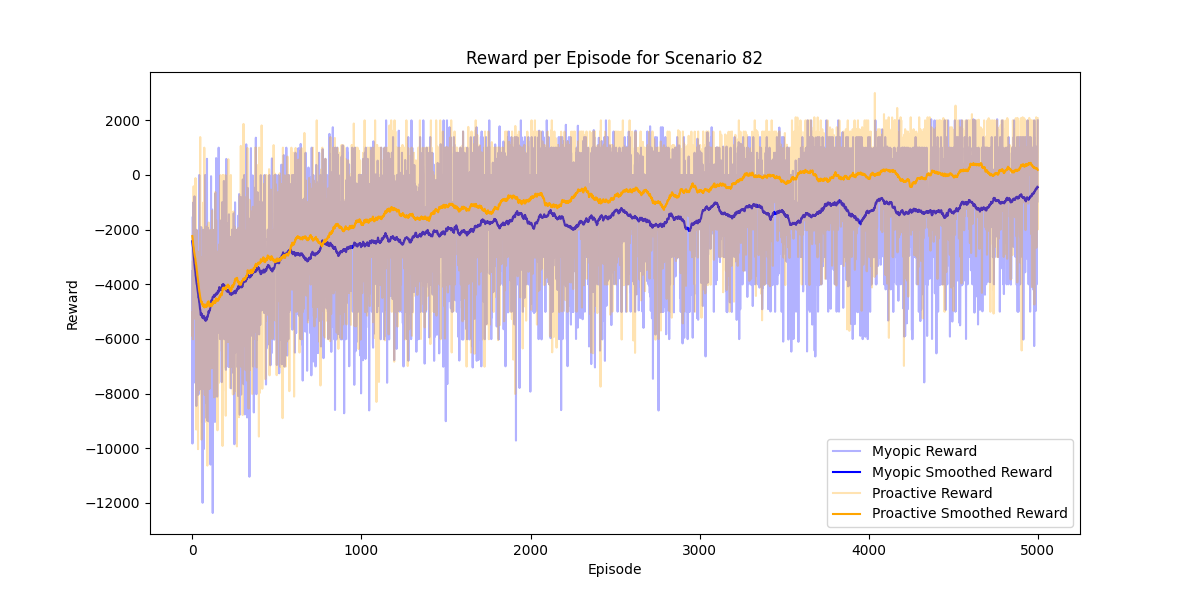 Reward per Episode for Scenario 82
Reward
2000
0
−2000
−4000
−6000
−8000
−10000
−12000
0 1000 2000 3000 4000 5000
Episode
Myopic Reward
Myopic Smoothed Reward
Proactive Reward
Proactive Smoothed Reward